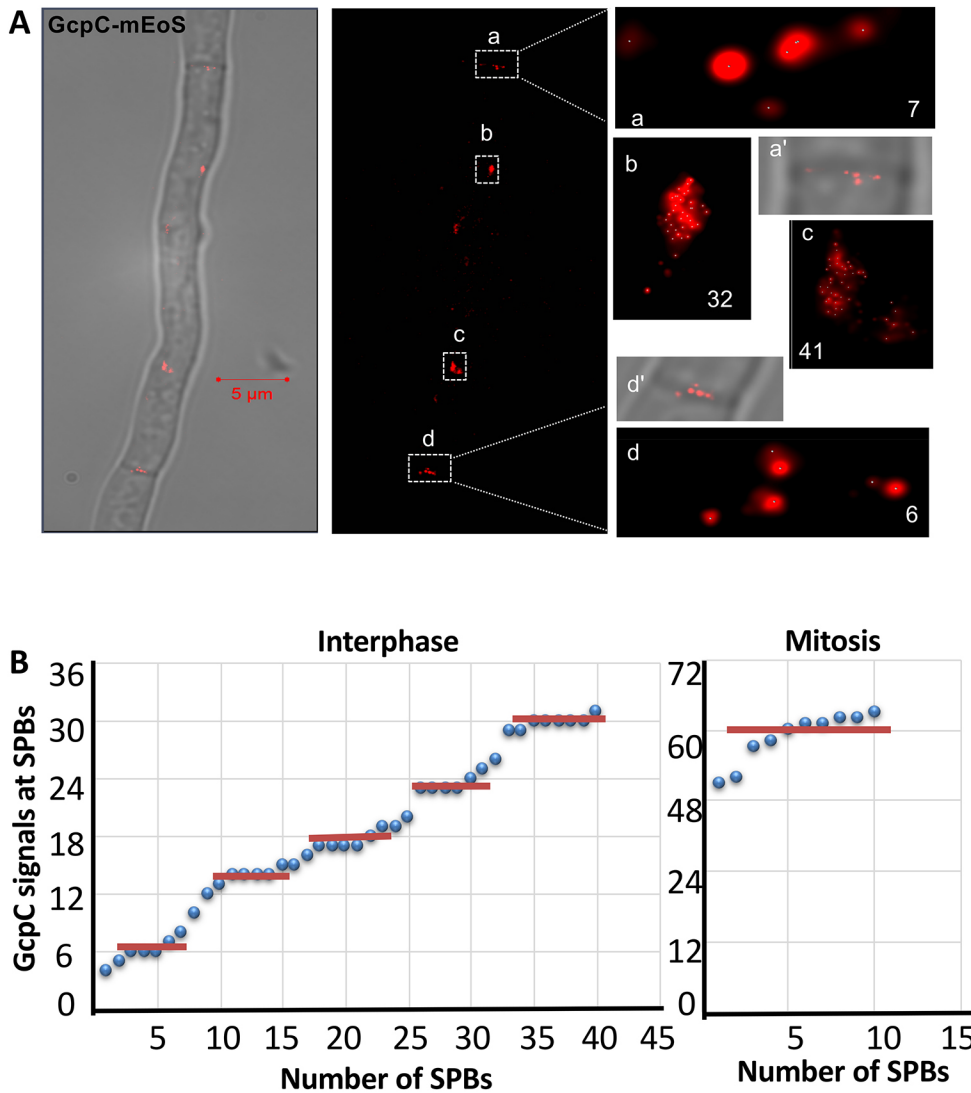 A
GcpC-mEoS
5 µm
a
b
c
d
a
7
b
32
a'
c
41
d'
d
6
B
Interphase
Mitosis
GcpC signals at SPBs
36
30
24
18
12
6
0
5 10 15 20 25 30 35 40 45
Number of SPBs
72
60
48
24
12
0
5 10 15
Number of SPBs